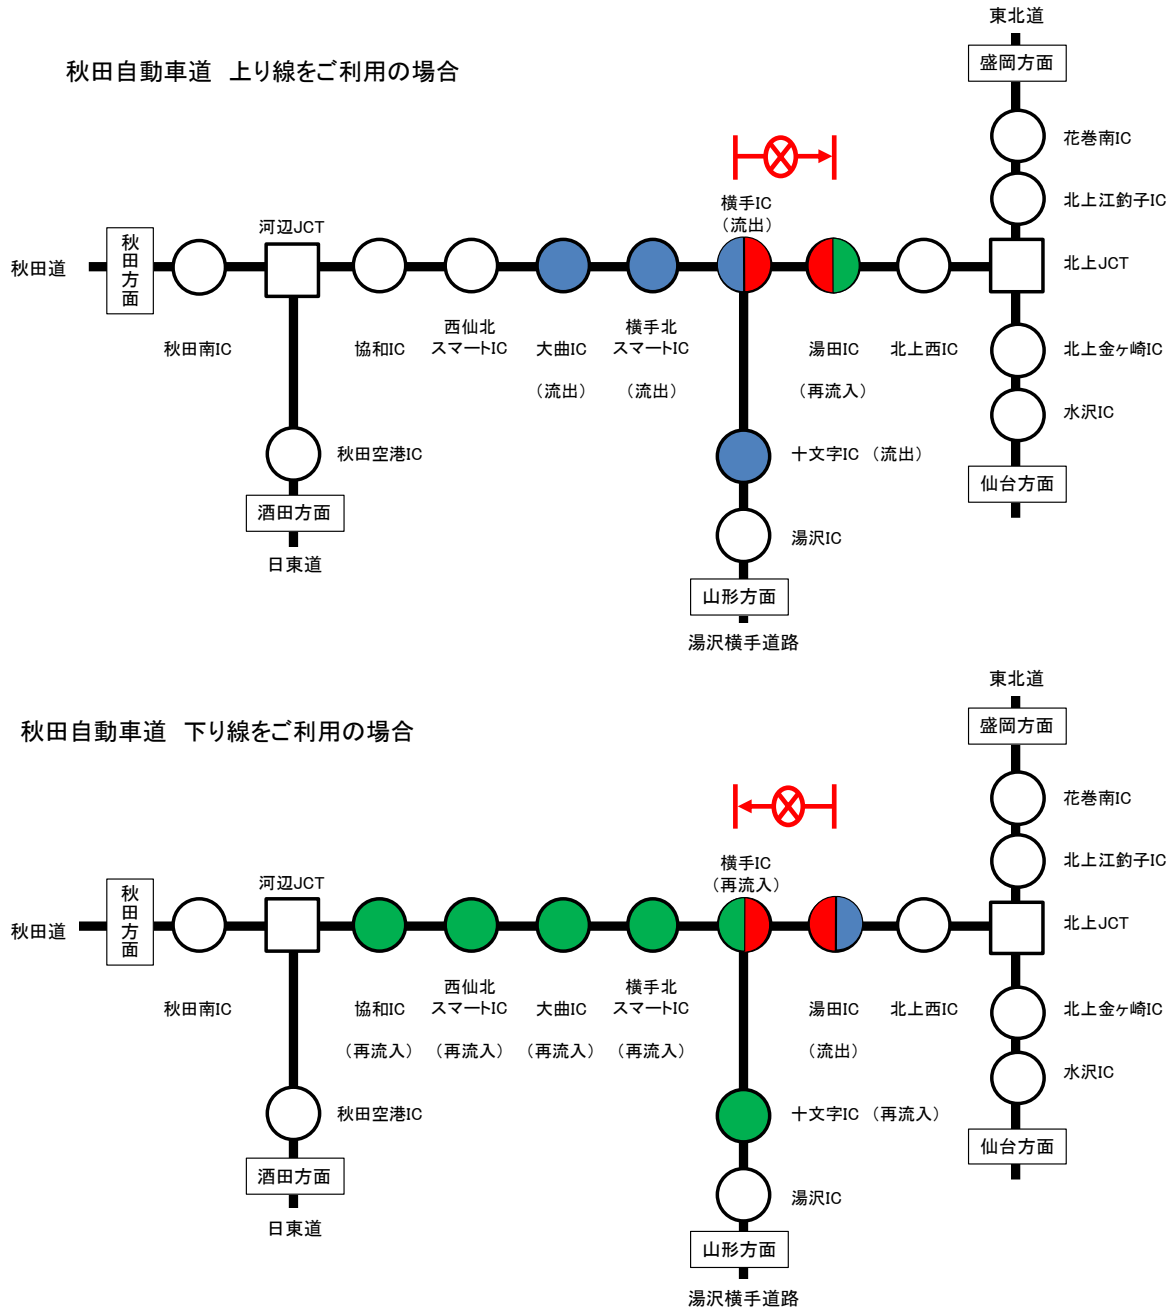 東北道
盛岡方面
秋田自動車道　上り線をご利用の場合
花巻南IC
北上江釣子IC
横手IC
（流出）
河辺JCT
秋田道
秋田方面
北上JCT
秋田南IC
協和IC
西仙北
スマートIC
大曲IC
（流出）
横手北
スマートIC
（流出）
湯田IC
（再流入）
北上西IC
北上金ヶ崎IC
水沢IC
仙台方面
秋田空港IC
酒田方面
日東道
十文字IC　（流出）
湯沢IC
山形方面
湯沢横手道路
東北道
盛岡方面
秋田自動車道　下り線をご利用の場合
花巻南IC
北上江釣子IC
横手IC
（再流入）
河辺JCT
秋田道
秋田方面
北上JCT
秋田南IC
協和IC
（再流入）
西仙北
スマートIC
（再流入）
大曲IC
（再流入）
横手北
スマートIC
（再流入）
湯田IC
（流出）
北上西IC
北上金ヶ崎IC
水沢IC
仙台方面
秋田空港IC
酒田方面
日東道
十文字IC　（再流入）
湯沢IC
山形方面
湯沢横手道路